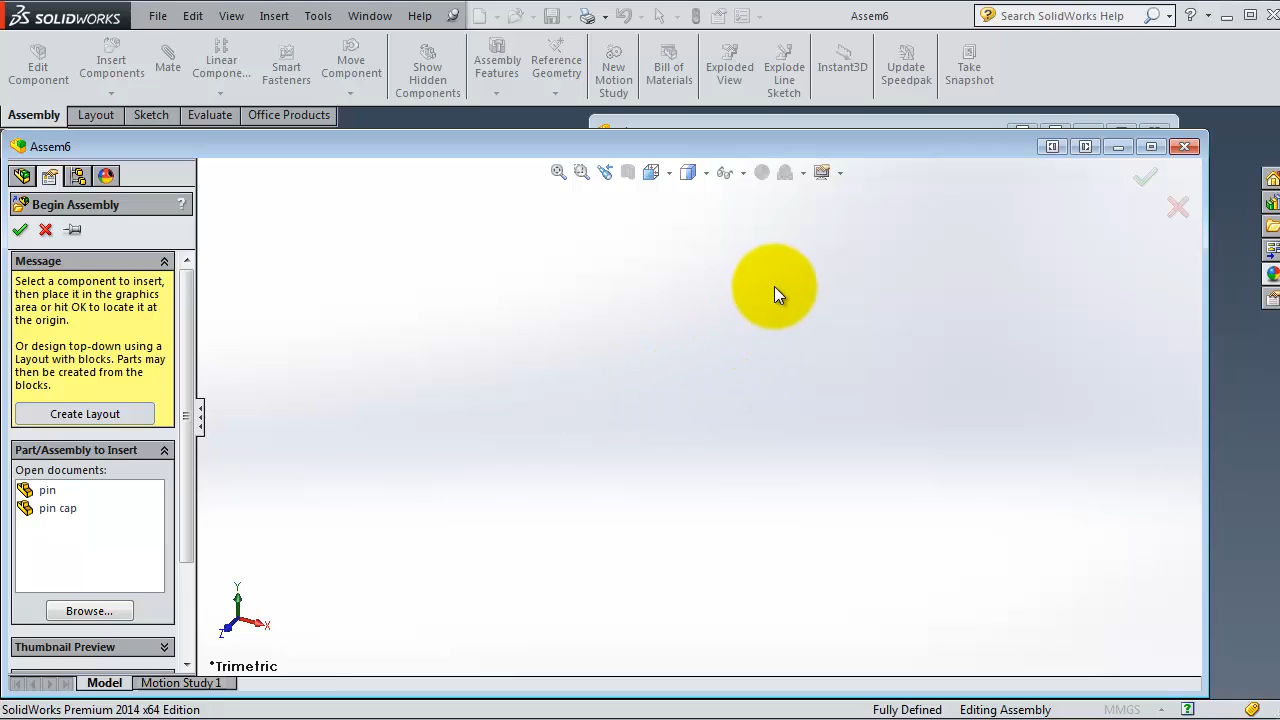 SOLIDWORKS File Edit View Insert Tools Window Help Assem6 Search SolidWorks Help
Edit Component
Insert Components
Mate
Linear Compone...
Smart Fasteners
Move Component
Show Hidden Components
Assembly Features
Reference Geometry
New Motion Study
Bill of Materials
Exploded View
Explode Line Sketch
Instant3D
Update Speedpak
Take Snapshot
Assembly Layout Sketch Evaluate Office Products
Assem6
Begin Assembly ?
Message
Select a component to insert,
then place it in the graphics
area or hit OK to locate it at
the origin.
Or design top-down using a
Layout with blocks. Parts may
then be created from the
blocks.
Create Layout
Part/Assembly to Insert
Open documents:
pin
pin cap
Browse...
Thumbnail Preview
Y
X
Z
*Trimetric
Model Motion Study 1
SolidWorks Premium 2014 x64 Edition Fully Defined Editing Assembly MMGS